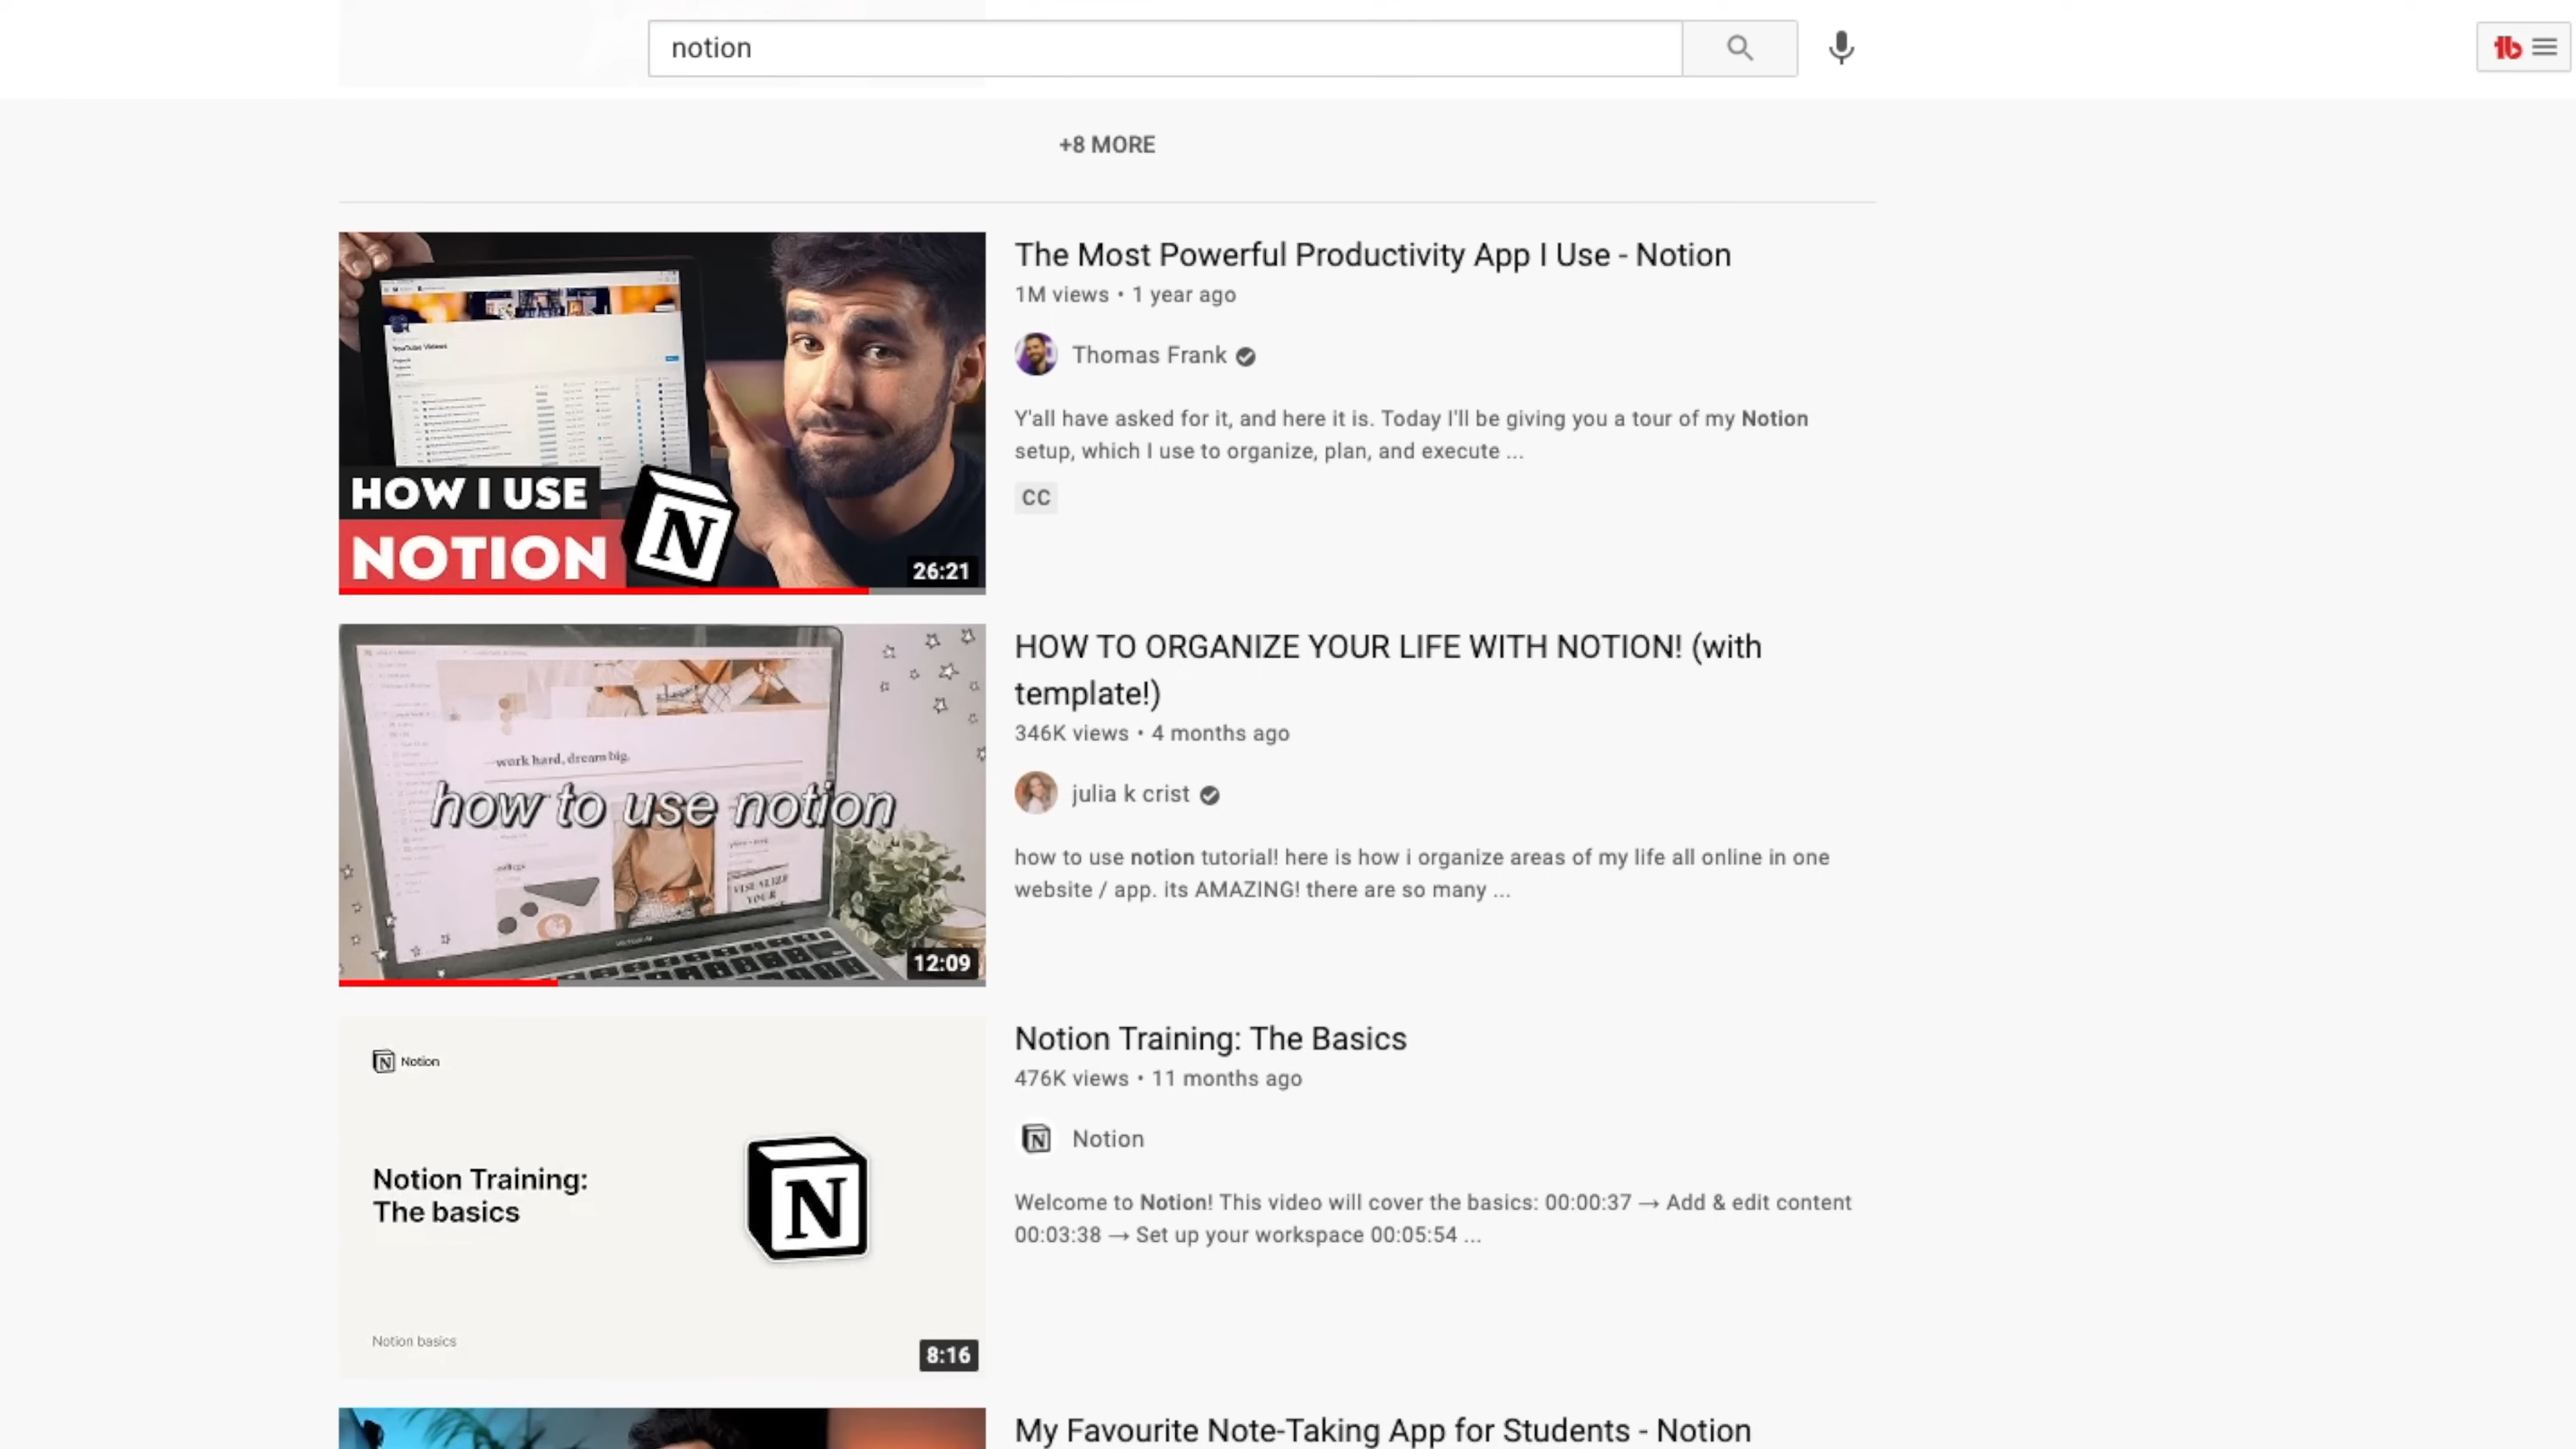 notion
+8 MORE
YouTube Videos
HOW I USE
NOTION
N
26:21
The Most Powerful Productivity App I Use - Notion
1M views • 1 year ago
Thomas Frank
Y'all have asked for it, and here it is. Today I'll be giving you a tour of my Notion
setup, which I use to organize, plan, and execute ...
CC
work hard, dream big.
how to use notion
VISUALIZE
YOUR
12:09
HOW TO ORGANIZE YOUR LIFE WITH NOTION! (with
template!)
346K views • 4 months ago
julia k crist
how to use notion tutorial! here is how i organize areas of my life all online in one
website / app. its AMAZING! there are so many ...
N Notion
Notion Training:
The basics
N
Notion basics
8:16
Notion Training: The Basics
476K views • 11 months ago
N Notion
Welcome to Notion! This video will cover the basics: 00:00:37 → Add & edit content
00:03:38 → Set up your workspace 00:05:54 ...
My Favourite Note-Taking App for Students - Notion